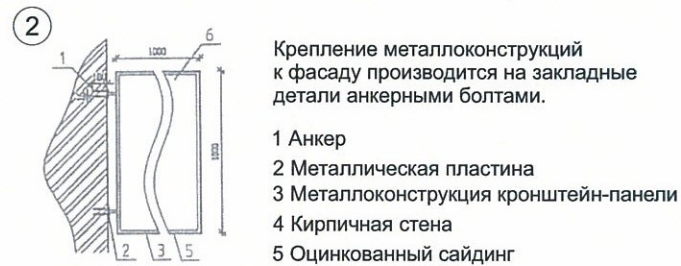 2
1
6
1000
100
1000
Крепление металлоконструкций
к фасаду производится на закладные
детали анкерными болтами.
1 Анкер
2 Металлическая пластина
3 Металлоконструкция кронштейн-панели
4 Кирпичная стена
5 Оцинкованный сайдинг
2
3
5